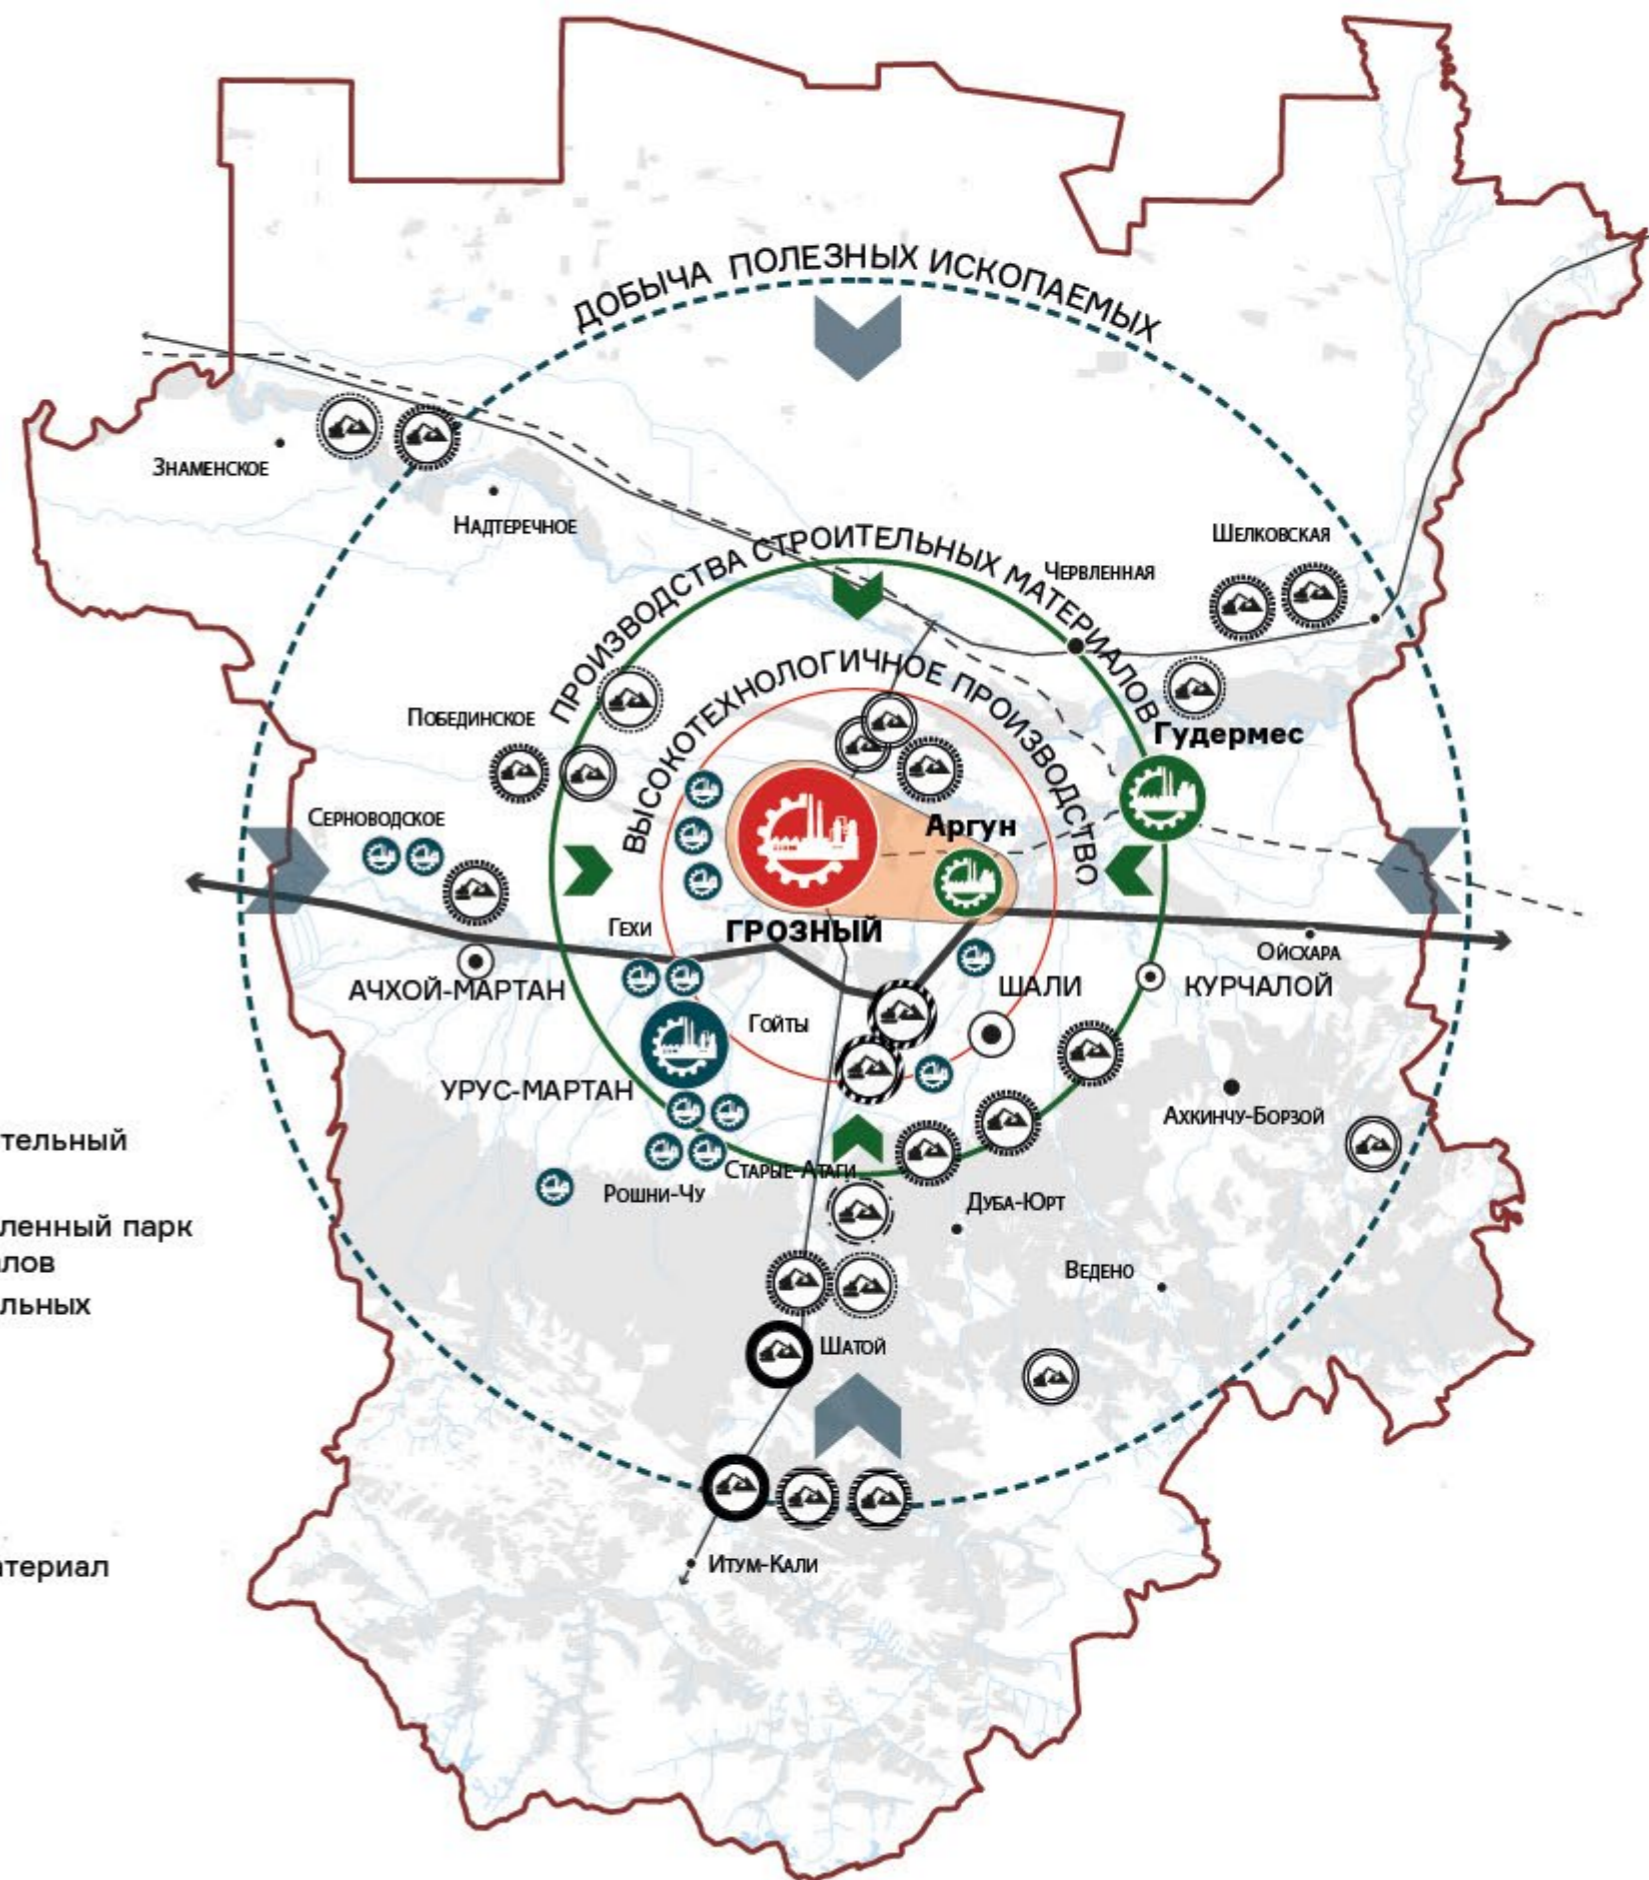 ДОБЫЧА ПОЛЕЗНЫХ ИСКОПАЕМЫХ
Знаменское
Надтеречное
Шелковская
ПРОИЗВОДСТВА СТРОИТЕЛЬНЫХ МАТЕРИАЛОВ
Червленная
ВЫСОКОТЕХНОЛОГИЧНОЕ ПРОИЗВОДСТВО
Побединское
Гудермес
Серноводское
Аргун
Гехи
ГРОЗНЫЙ
Ойсхара
АЧХОЙ-МАРТАН
ШАЛИ
КУРЧАЛОЙ
Гойты
УРУС-МАРТАН
Ахкинчу-Борзой
тельный
Старые-Атаги
Рошни-Чу
Дуба-Юрт
ленный парк
лов
Ведено
льных
Шатой
Итум-Кали
атериал